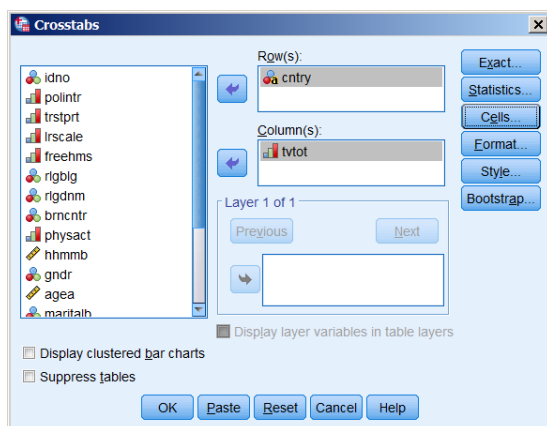 Crosstabs
idno
polintr
trstprt
lrscale
freehms
rlgblg
rlgdnm
brncntr
physact
hhmmb
gndr
agea
maritalb
Row(s):
a cntry
Column(s):
tvtot
Layer 1 of 1
Previous Next
Display layer variables in table layers
Exact...
Statistics...
Cells...
Format...
Style...
Bootstrap...
Display clustered bar charts
Suppress tables
OK Paste Reset Cancel Help